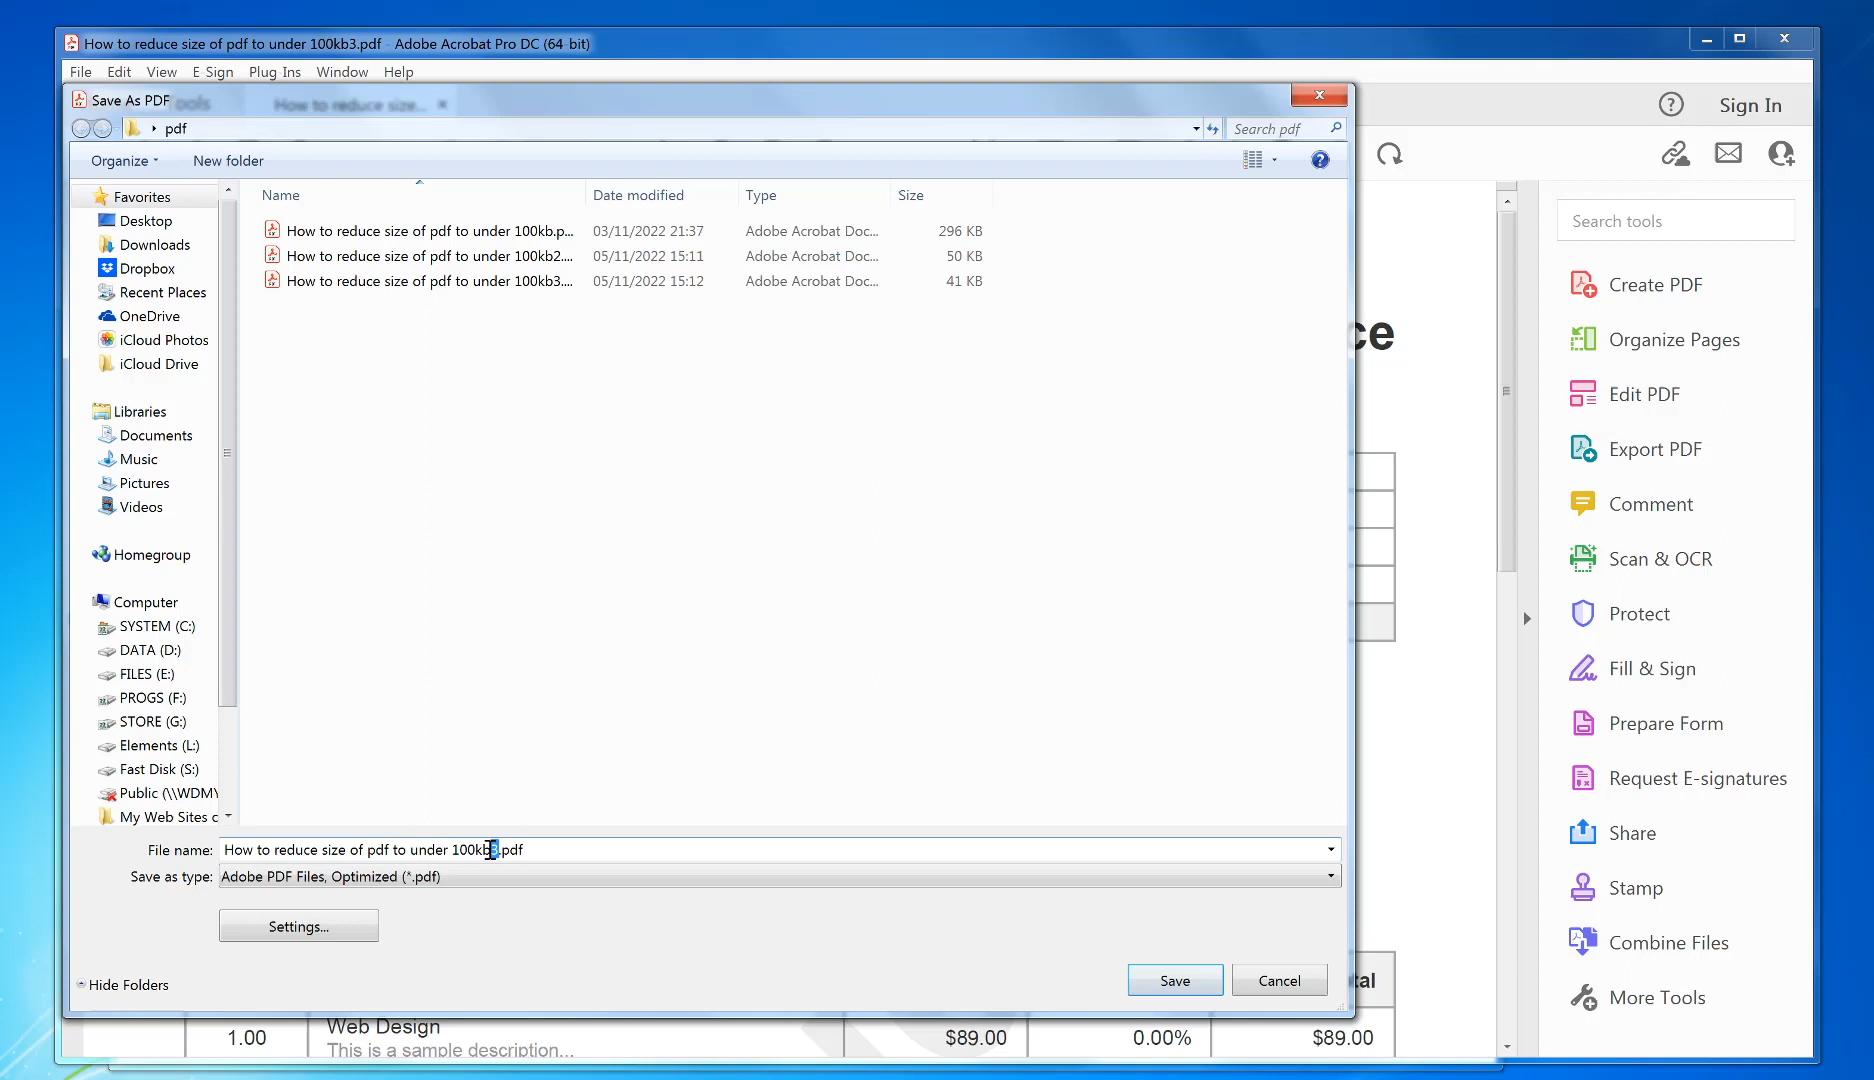 How to reduce size of pdf to under 100kb3.pdf - Adobe Acrobat Pro DC (64-bit)
File Edit View E Sign Plug Ins Window Help
Save As PDF
ools How to reduce size... ×
Sign In
pdf
Search pdf
Organize New folder
Favorites
Desktop
Downloads
Dropbox
Recent Places
OneDrive
iCloud Photos
iCloud Drive
Libraries
Documents
Music
Pictures
Videos
Homegroup
Computer
SYSTEM (C:)
DATA (D:)
FILES (E:)
PROGS (F:)
STORE (G:)
Elements (L:)
Fast Disk (S:)
Public (\\WDMY
My Web Sites c
Name Date modified Type Size
How to reduce size of pdf to under 100kb.p... 03/11/2022 21:37 Adobe Acrobat Doc... 296 KB
How to reduce size of pdf to under 100kb2.... 05/11/2022 15:11 Adobe Acrobat Doc... 50 KB
How to reduce size of pdf to under 100kb3.... 05/11/2022 15:12 Adobe Acrobat Doc... 41 KB
File name: How to reduce size of pdf to under 100kb3.pdf
Save as type: Adobe PDF Files, Optimized (*.pdf)
Settings...
Hide Folders
Save Cancel
ce
tal
1.00 Web Design $89.00 0.00% $89.00
This is a sample description...
Search tools
Create PDF
Organize Pages
Edit PDF
Export PDF
Comment
Scan & OCR
Protect
Fill & Sign
Prepare Form
Request E-signatures
Share
Stamp
Combine Files
More Tools